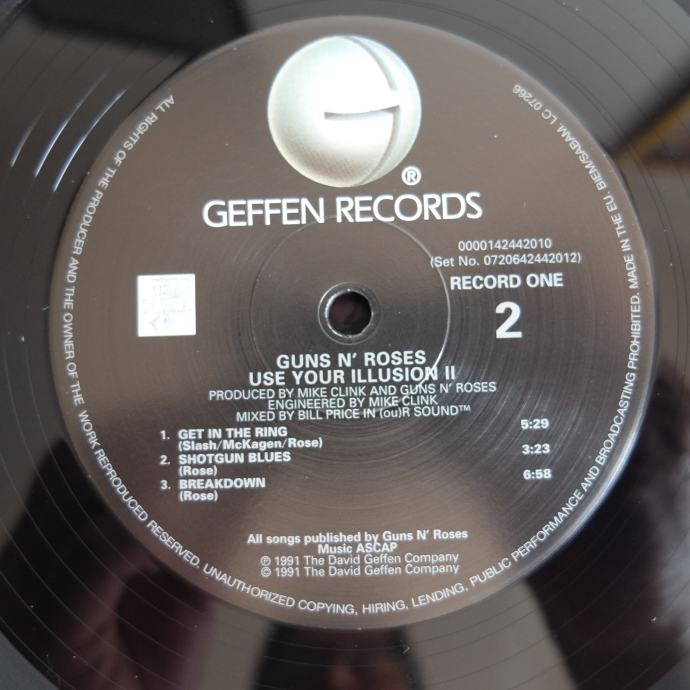 ®
GEFFEN RECORDS
0000142442010
(Set No. 0720642442012)
RECORD ONE
2
UZI
GUNS N' ROSES
USE YOUR ILLUSION II
PRODUCED BY MIKE CLINK AND GUNS N' ROSES
ENGINEERED BY MIKE CLINK
MIXED BY BILL PRICE IN (ou)R SOUND™
1. GET IN THE RING 5:29
(Slash/McKagen/Rose)
2. SHOTGUN BLUES 3:23
(Rose)
3. BREAKDOWN 6:58
(Rose)
All songs published by Guns N' Roses
Music ASCAP
℗ 1991 The David Geffen Company
© 1991 The David Geffen Company
ALL RIGHTS OF THE PRODUCER AND THE OWNER OF THE WORK REPRODUCED RESERVED. UNAUTHORIZED COPYING, HIRING, LENDING, PUBLIC PERFORMANCE AND BROADCASTING PROHIBITED. MADE IN THE EU. BIEM/SABAM. LC 07266